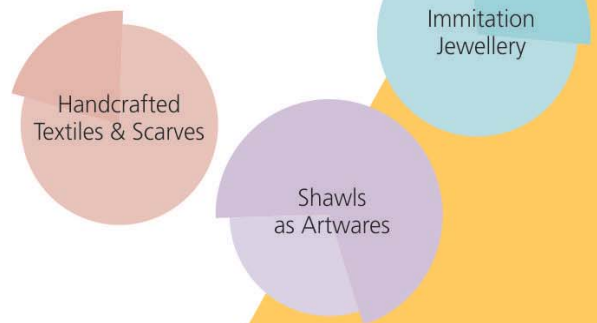 Immitation
Jewellery
Handcrafted
Textiles & Scarves
Shawls
as Artwares